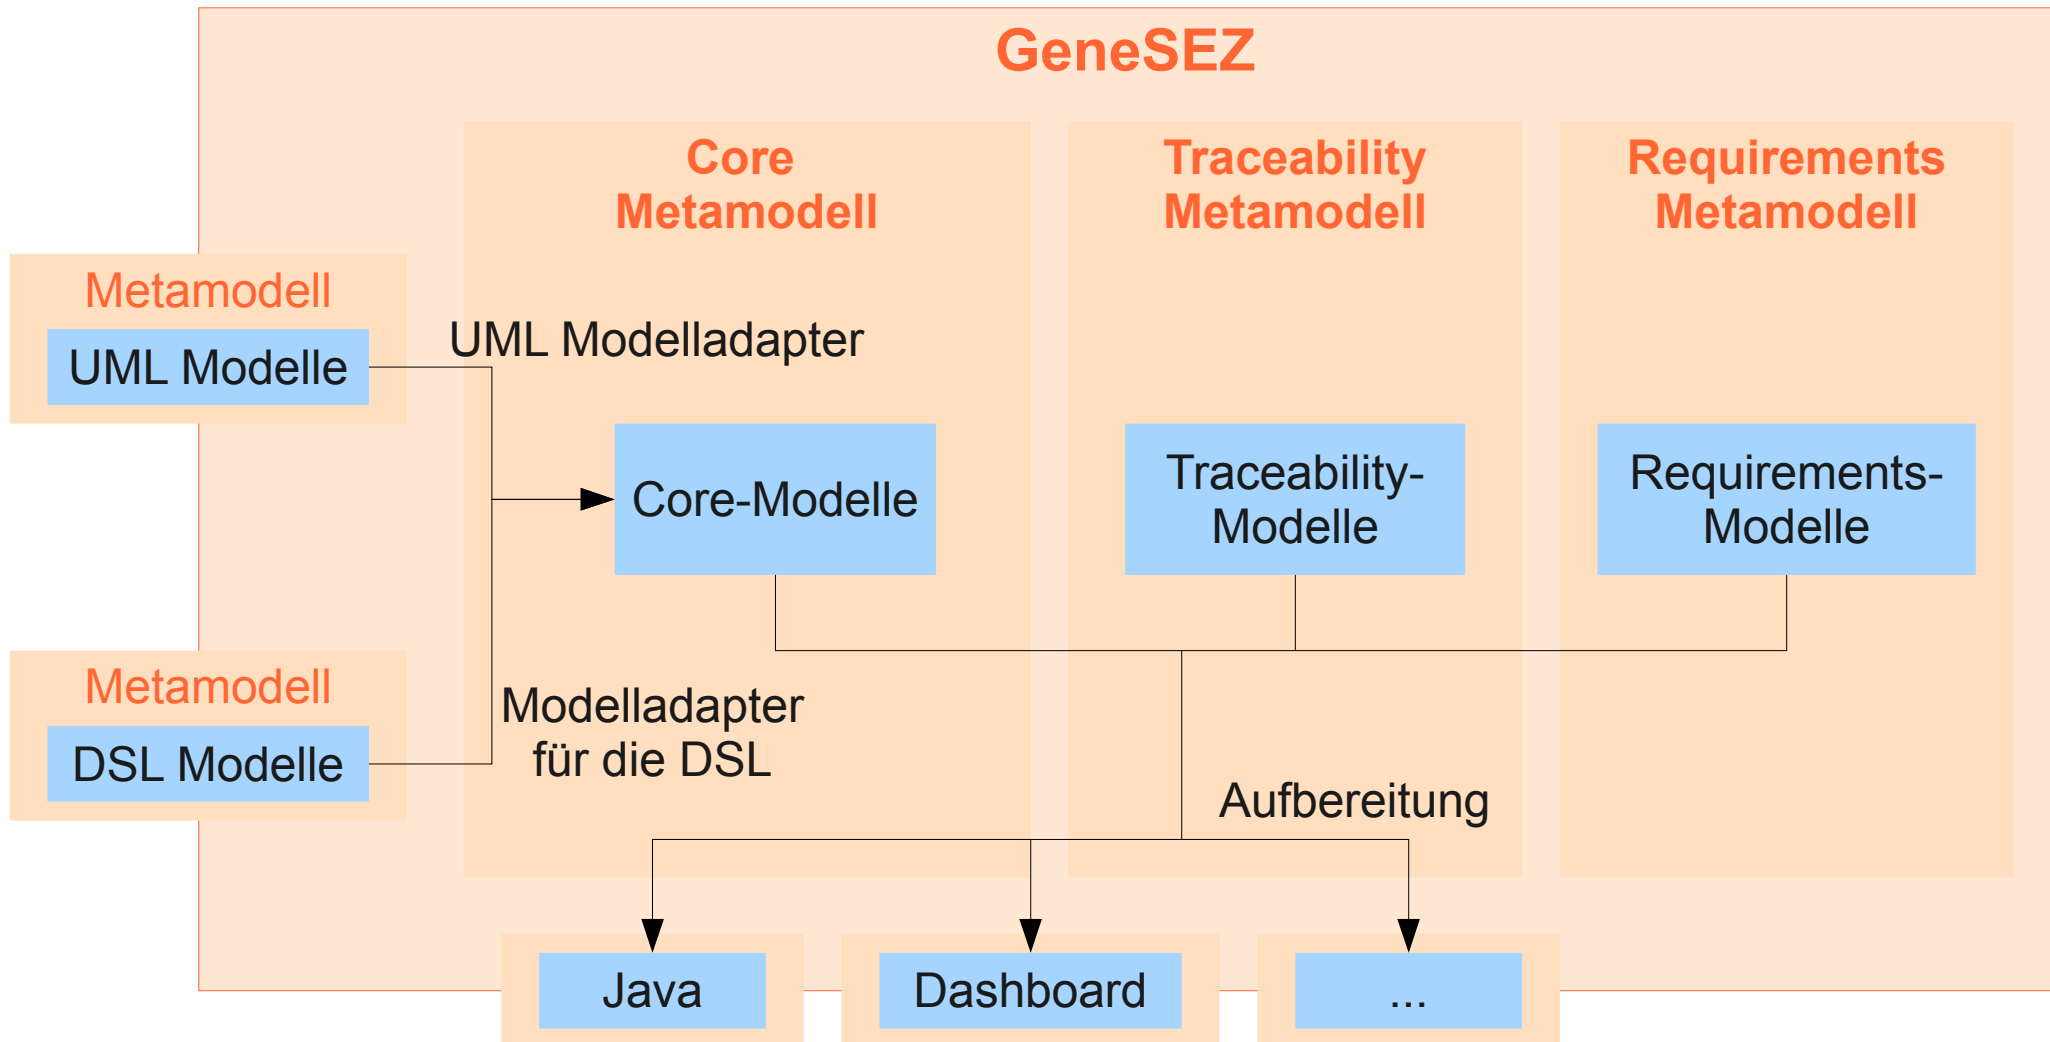 GeneSEZ
Core
Metamodell
Traceability
Metamodell
Requirements
Metamodell
Metamodell
UML Modelle
UML Modelladapter
Core-Modelle
Traceability-
Modelle
Requirements-
Modelle
Metamodell
DSL Modelle
Modelladapter
für die DSL
Aufbereitung
Java
Dashboard
...